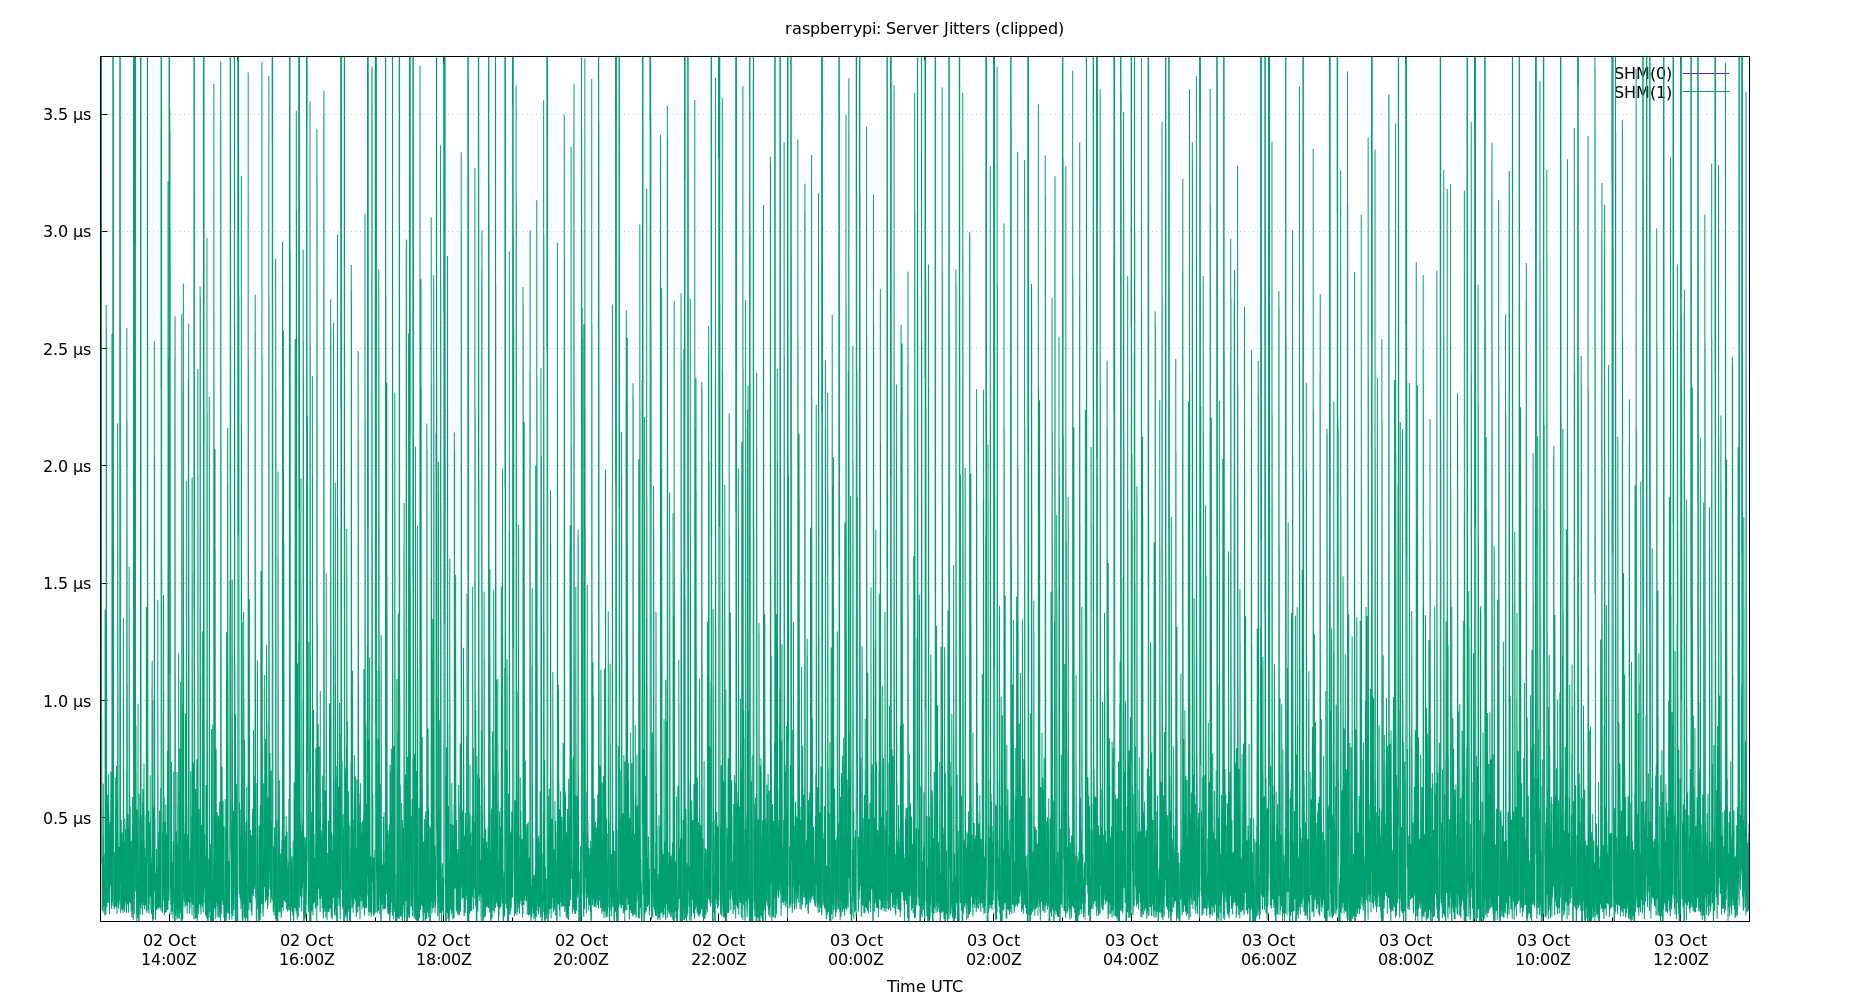 raspberrypi: Server Jitters (clipped)
SHM(0)
SHM(1)
3.5 µs
3.0 µs
2.5 µs
2.0 µs
1.5 µs
1.0 µs
0.5 µs
02 Oct 02 Oct 02 Oct 02 Oct 02 Oct 03 Oct 03 Oct 03 Oct 03 Oct 03 Oct 03 Oct 03 Oct
14:00Z 16:00Z 18:00Z 20:00Z 22:00Z 00:00Z 02:00Z 04:00Z 06:00Z 08:00Z 10:00Z 12:00Z
Time UTC